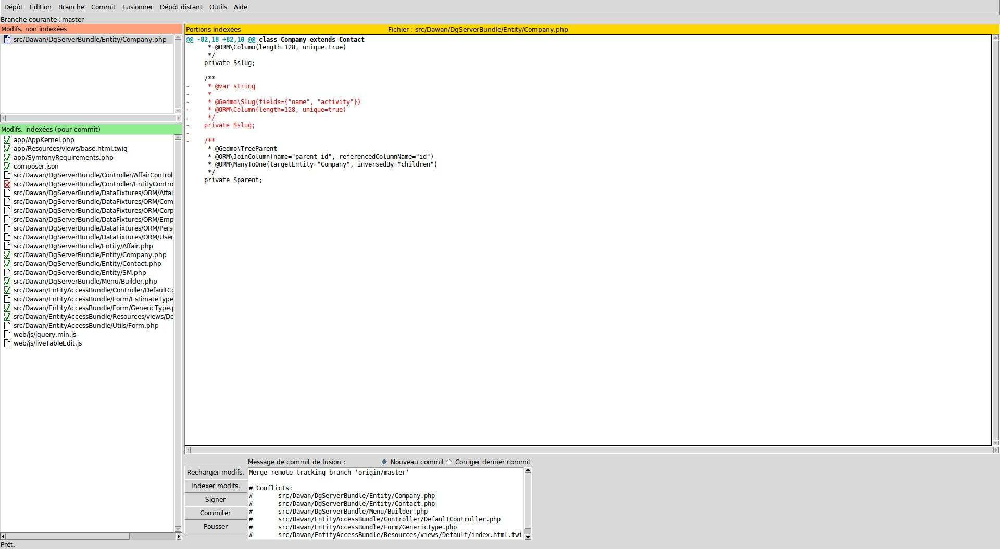 Dépôt Édition Branche Commit Fusionner Dépôt distant Outils Aide
Branche courante : master
Modifs. non indexées
src/Dawan/DgServerBundle/Entity/Company.php
Modifs. indexées (pour commit)
app/AppKernel.php
app/Resources/views/base.html.twig
app/SymfonyRequirements.php
composer.json
src/Dawan/DgServerBundle/Controller/AffairControl
src/Dawan/DgServerBundle/Controller/EntityContro
src/Dawan/DgServerBundle/DataFixtures/ORM/Affai
src/Dawan/DgServerBundle/DataFixtures/ORM/Com
src/Dawan/DgServerBundle/DataFixtures/ORM/Corp
src/Dawan/DgServerBundle/DataFixtures/ORM/Emp
src/Dawan/DgServerBundle/DataFixtures/ORM/Pers
src/Dawan/DgServerBundle/DataFixtures/ORM/User
src/Dawan/DgServerBundle/Entity/Affair.php
src/Dawan/DgServerBundle/Entity/Company.php
src/Dawan/DgServerBundle/Entity/Contact.php
src/Dawan/DgServerBundle/Entity/SM.php
src/Dawan/DgServerBundle/Menu/Builder.php
src/Dawan/EntityAccessBundle/Controller/DefaultCo
src/Dawan/EntityAccessBundle/Form/EstimateType
src/Dawan/EntityAccessBundle/Form/GenericType.p
src/Dawan/EntityAccessBundle/Resources/views/De
src/Dawan/EntityAccessBundle/Utils/Form.php
web/js/jquery.min.js
web/js/liveTableEdit.js
Portions indexées Fichier : src/Dawan/DgServerBundle/Entity/Company.php
@@ -82,18 +82,10 @@ class Company extends Contact
      * @ORM\Column(length=128, unique=true)
      */
     private $slug;
     /**
-     * @var string
-     *
-     * @Gedmo\Slug(fields={"name", "activity"})
-     * @ORM\Column(length=128, unique=true)
-     */
-    private $slug;
-
-    /**
      * @Gedmo\TreeParent
      * @ORM\JoinColumn(name="parent_id", referencedColumnName="id")
      * @ORM\ManyToOne(targetEntity="Company", inversedBy="children")
      */
     private $parent;
Message de commit de fusion : Nouveau commit Corriger dernier commit
Recharger modifs.
Indexer modifs.
Signer
Commiter
Pousser
Merge remote-tracking branch 'origin/master'
# Conflicts:
#       src/Dawan/DgServerBundle/Entity/Company.php
#       src/Dawan/DgServerBundle/Entity/Contact.php
#       src/Dawan/DgServerBundle/Menu/Builder.php
#       src/Dawan/EntityAccessBundle/Controller/DefaultController.php
#       src/Dawan/EntityAccessBundle/Form/GenericType.php
#       src/Dawan/EntityAccessBundle/Resources/views/Default/index.html.twi
Prêt.